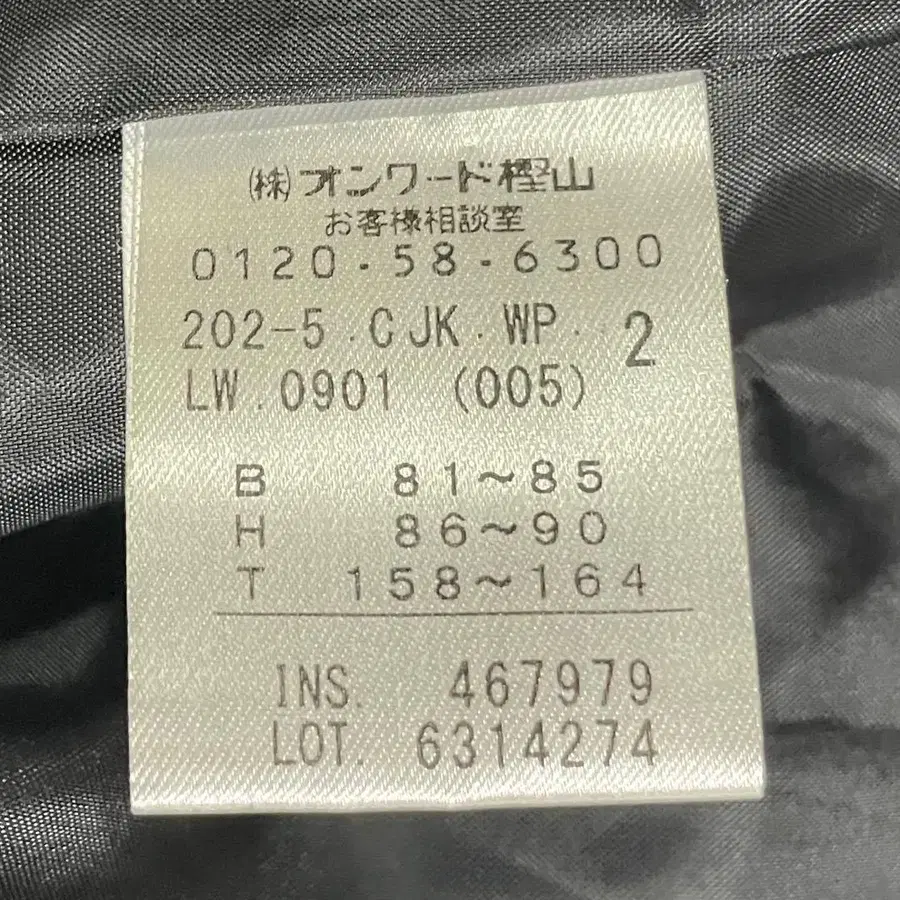 (株)オンワード樫山
お客様相談室
0120-58-6300
202-5.CJK.WP. 2
LW.0901 (005)
B 81~85
H 86~90
T 158~164
INS. 467979
LOT. 6314274